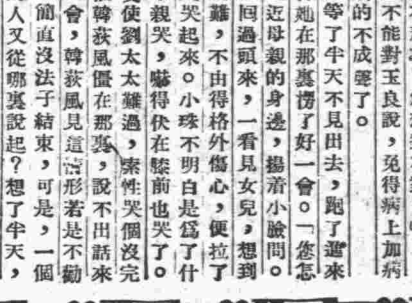 不能對玉良說，免得病上加病
的不成麼了。
等了半天不見出去，跑了進來
她在那裏愣了好一會。「您怎
近母親的身邊，揚着小臉問。
囘過頭來，一看見女兒，想到
難，不由得格外傷心，便拉了
哭起來。小珠不明白是爲了什
親哭，嚇得伏在膝前也哭了。
使劉太太難過，索性哭個沒完
韓荻風僵在那裏，說不出話來
會，韓荻風見這情形若是不勸
簡直沒法子結束，可是，一個
人又從哪裏說起？想了半天，